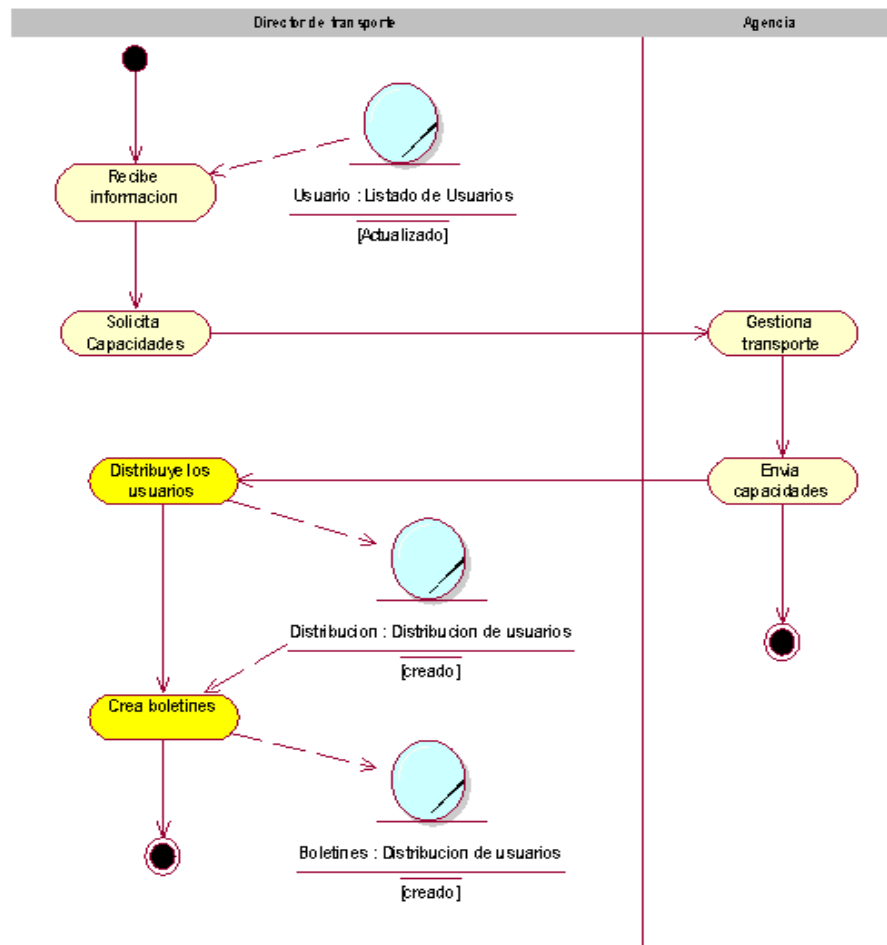 Director de transporte
Agencia
Recibe
informacion
Usuario : Listado de Usuarios
[Actualizado]
Solicita
Capacidades
Gestiona
transporte
Distribuye los
usuarios
Envia
capacidades
Distribucion : Distribucion de usuarios
[creado]
Crea boletines
Boletines : Distribucion de usuarios
[creado]